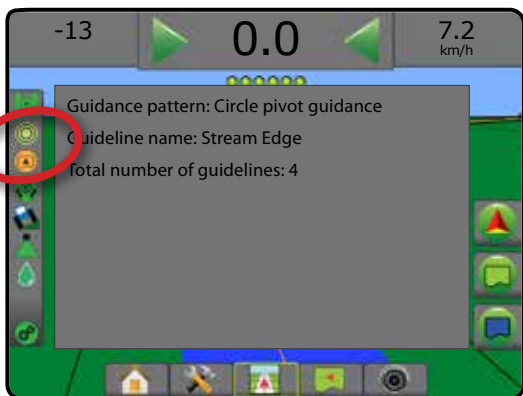 -13
0.0
7.2
km/h
Guidance pattern: Circle pivot guidance
Guideline name: Stream Edge
Total number of guidelines: 4